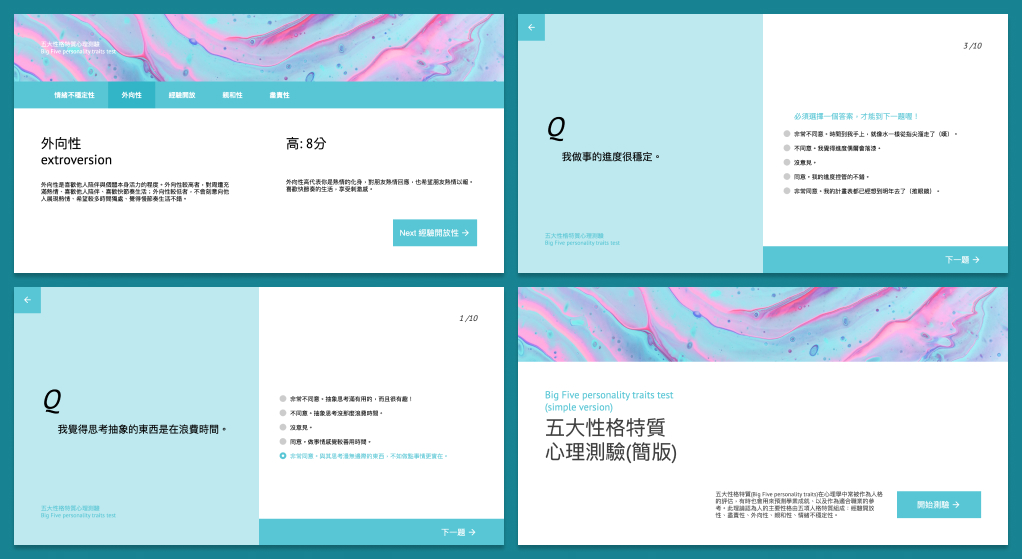 五大性格特質心理測驗
Big Five personality traits test
情緒不穩定性
外向性
經驗開放
親和性
盡責性
外向性
extroversion
高: 8分
外向性是喜歡他人陪伴與個體本身活力的程度。外向性較高者,對周遭充
滿熱情、喜歡他人陪伴、喜歡快節奏生活;外向性較低者,不會刻意向他
人展現熱情、希望較多時間獨處、覺得慢節奏生活不錯。
外向性高代表你是熱情的化身,對朋友熱情回應,也希望朋友熱情以報。
喜歡快節奏的生活,享受刺激感。
Next 經驗開放性 →
←
3 /10
Q
我做事的進度很穩定。
必須選擇一個答案,才能到下一題喔!
非常不同意。時間到我手上,就像水一樣從指尖溜走了(嘆)。
不同意。我覺得進度偶爾會落漆。
沒意見。
同意。我的進度控管的不錯。
非常同意。我的計畫表都已經想到明年去了(推眼鏡)。
五大性格特質心理測驗
Big Five personality traits test
下一題 →
←
1 /10
Q
我覺得思考抽象的東西是在浪費時間。
非常不同意。抽象思考滿有用的,而且很有趣!
不同意。抽象思考沒那麼浪費時間。
沒意見。
同意。做事情感覺較善用時間。
非常同意。與其思考漫無邊際的東西,不如做點事情更實在。
五大性格特質心理測驗
Big Five personality traits test
下一題 →
Big Five personality traits test
(simple version)
五大性格特質
心理測驗(簡版)
五大性格特質(Big Five personality traits)在心理學中常被作為人格
的評估,有時也會用來預測學業成就,以及作為適合職業的參
考。此理論認為人的主要性格由五項人格特質組成:經驗開放
性、盡責性、外向性、親和性、情緒不穩定性。
開始測驗 →